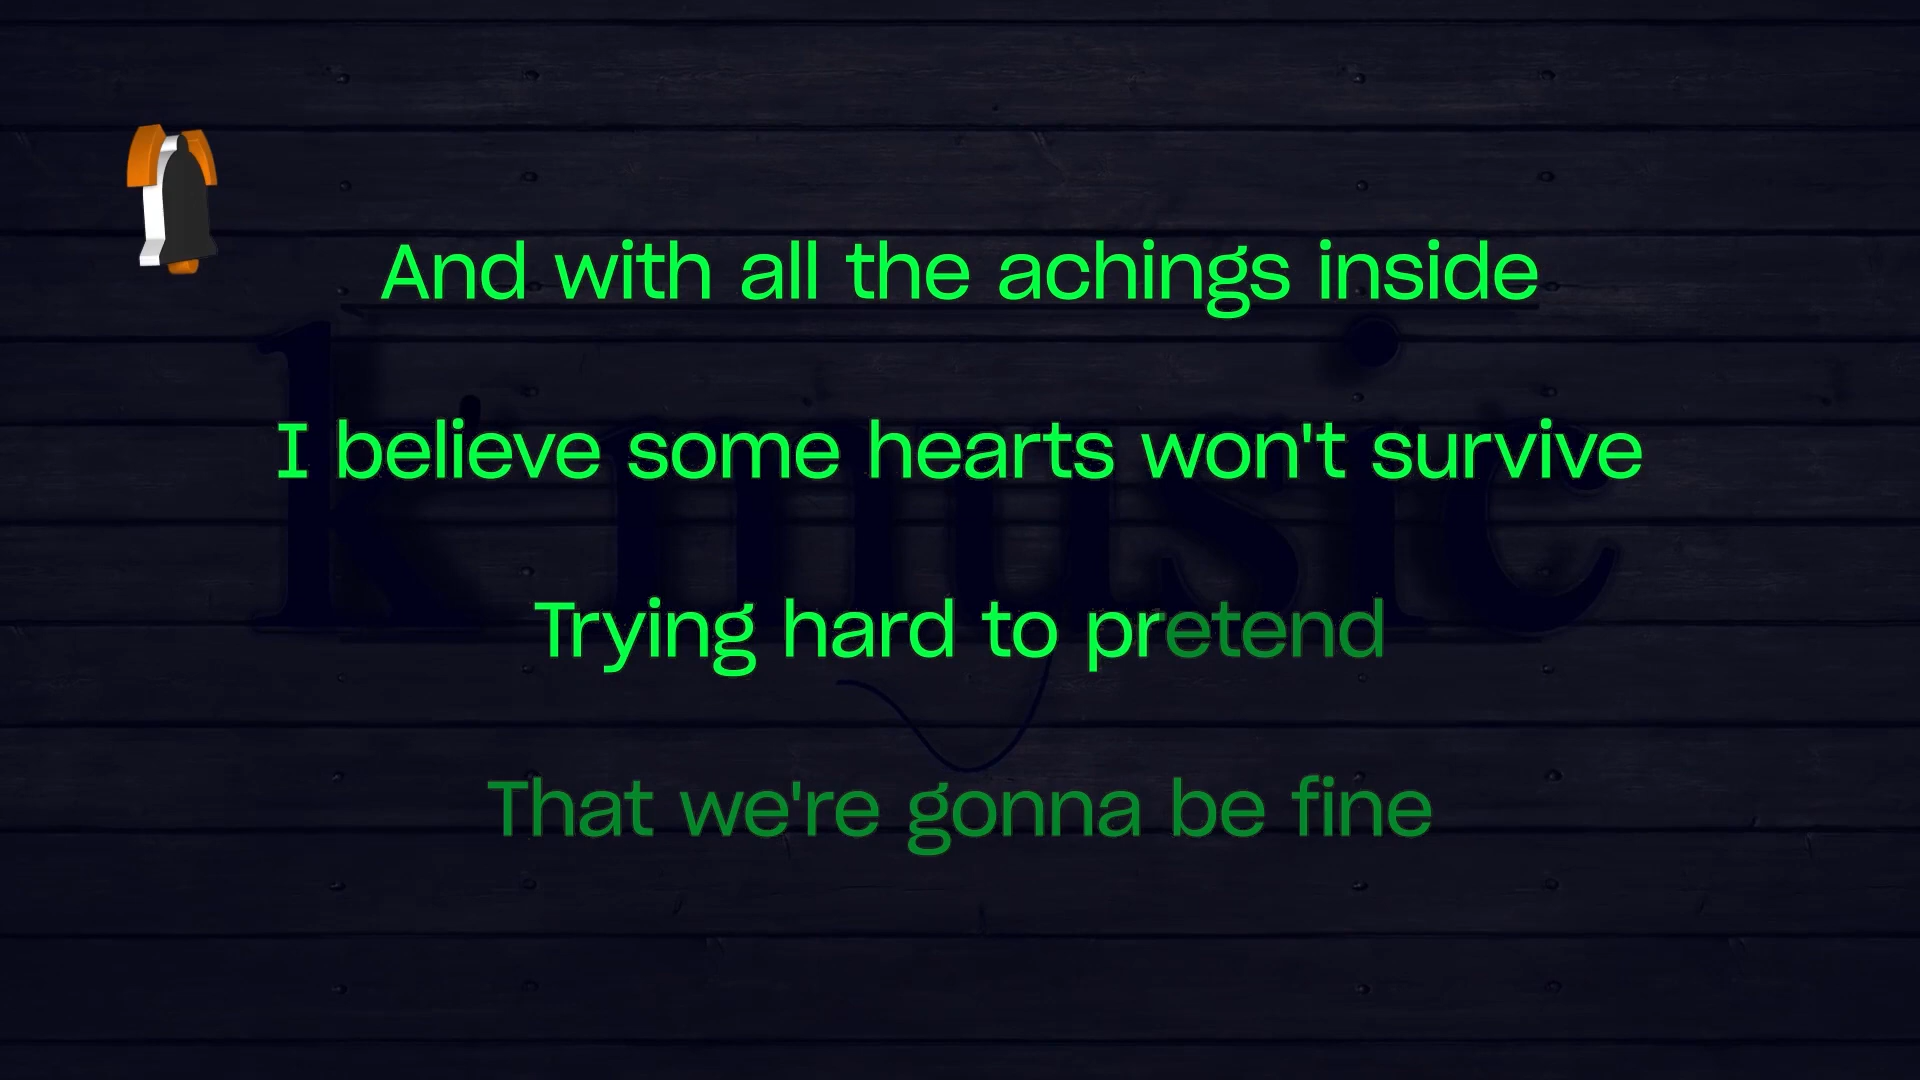 And with all the achings inside
I believe some hearts won't survive
Trying hard to pretend
That we're gonna be fine
k music